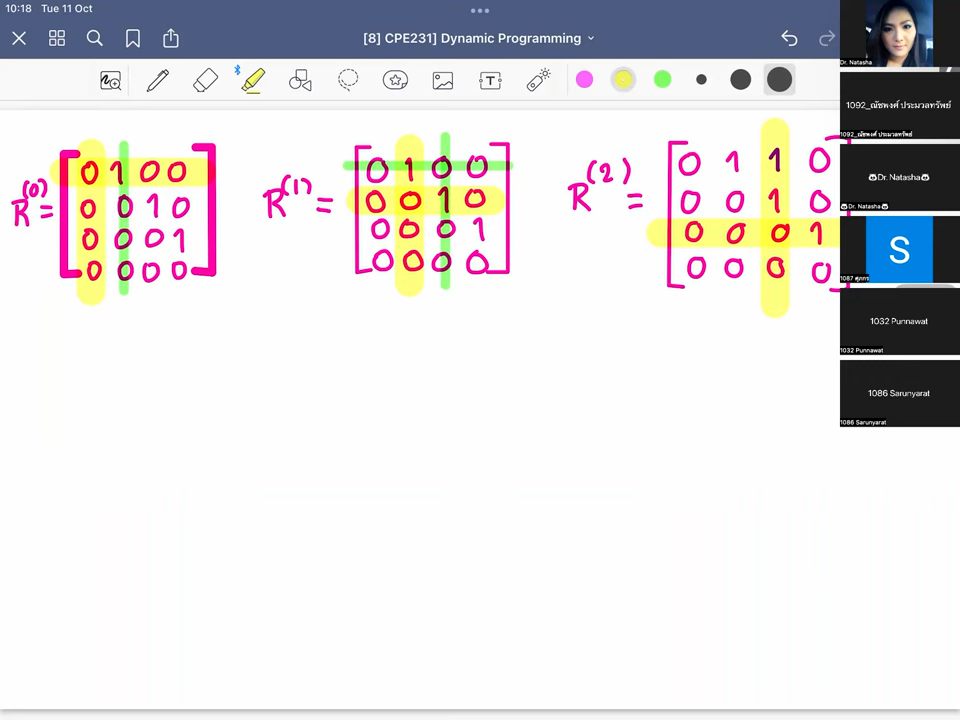 10:18 Tue 11 Oct
[8] CPE231] Dynamic Programming
T
Dr. Natasha
1092_ณัชพงศ์ ประมวลทรัพย์
1092_ณัชพงศ์ ประมวลทรัพย์
Dr. Natasha
Dr. Natasha
S
1087 ศุภกร
1032 Punnawat
1032 Punnawat
1086 Sarunyarat
1086 Sarunyarat
R(0) =
0 1 0 0
0 0 1 0
0 0 0 1
0 0 0 0
R(1) =
0 1 0 0
0 0 1 0
0 0 0 1
0 0 0 0
R(2) =
0 1 1 0
0 0 1 0
0 0 0 1
0 0 0 0